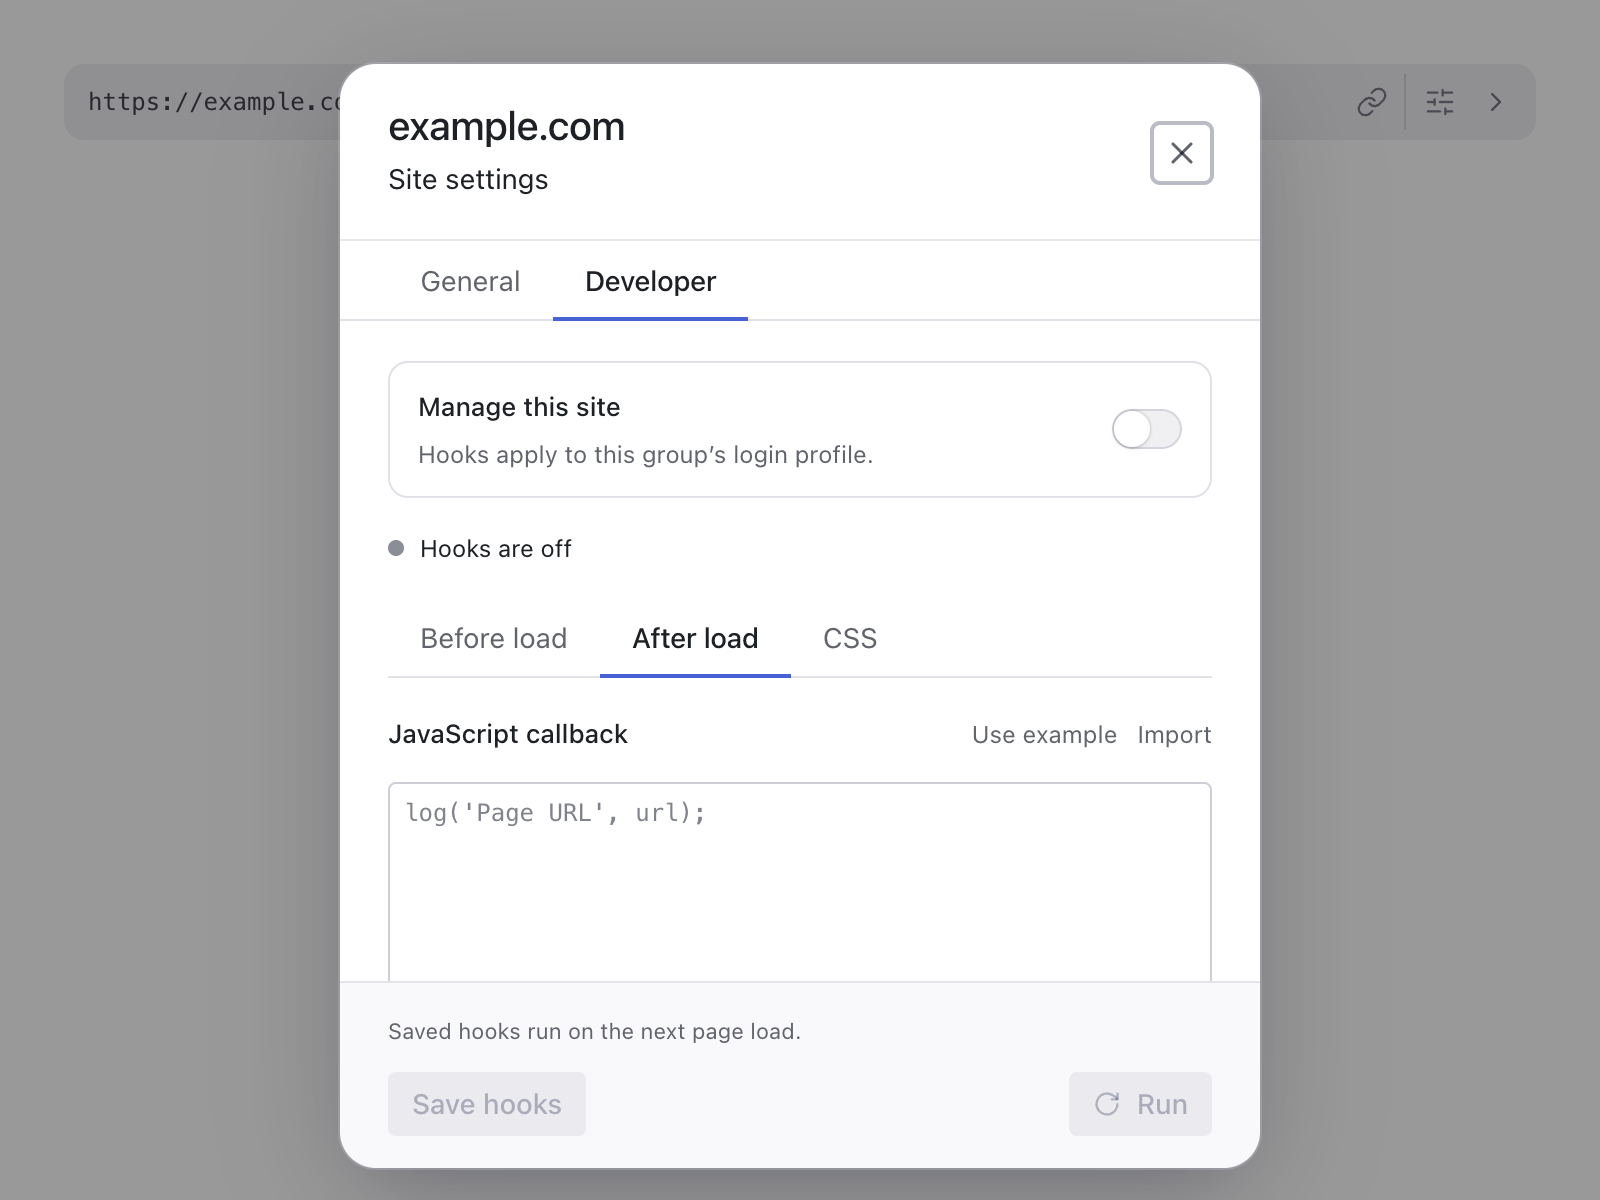 https://example.co
example.com
Site settings
General
Developer
Manage this site
Hooks apply to this group’s login profile.
Hooks are off
Before load
After load
CSS
JavaScript callback
Use example
Import
log('Page URL', url);
Saved hooks run on the next page load.
Save hooks
Run